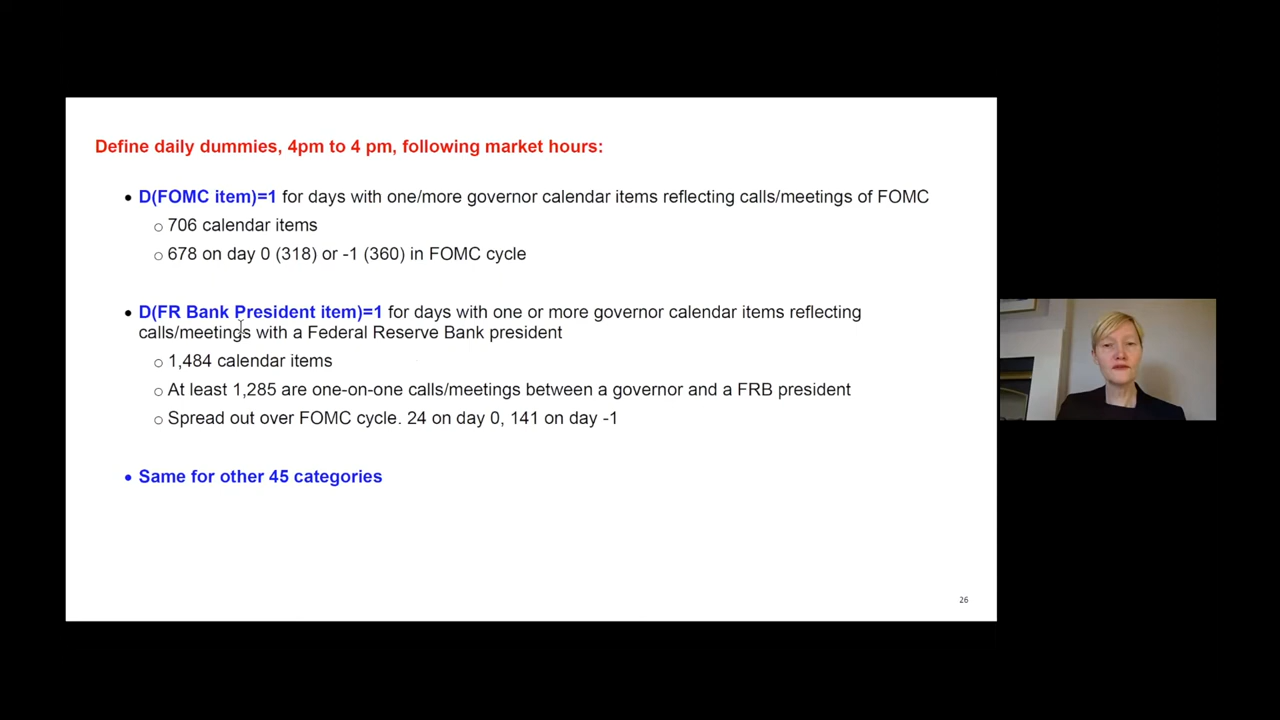 Define daily dummies, 4pm to 4 pm, following market hours:
• D(FOMC item)=1 for days with one/more governor calendar items reflecting calls/meetings of FOMC
o 706 calendar items
o 678 on day 0 (318) or -1 (360) in FOMC cycle
• D(FR Bank President item)=1 for days with one or more governor calendar items reflecting
calls/meetings with a Federal Reserve Bank president
o 1,484 calendar items
o At least 1,285 are one-on-one calls/meetings between a governor and a FRB president
o Spread out over FOMC cycle. 24 on day 0, 141 on day -1
• Same for other 45 categories
26